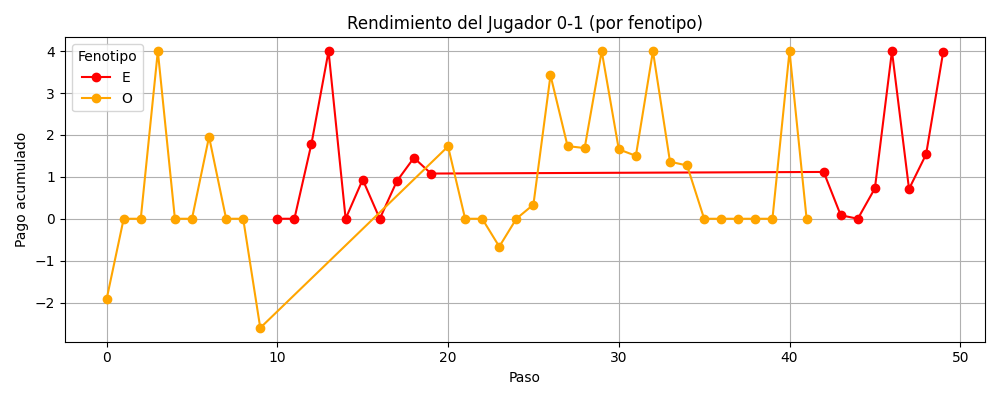 Rendimiento del Jugador 0-1 (por fenotipo)
Fenotipo
E
O
Pago acumulado
4
3
2
1
0
−1
−2
0 10 20 30 40 50
Paso